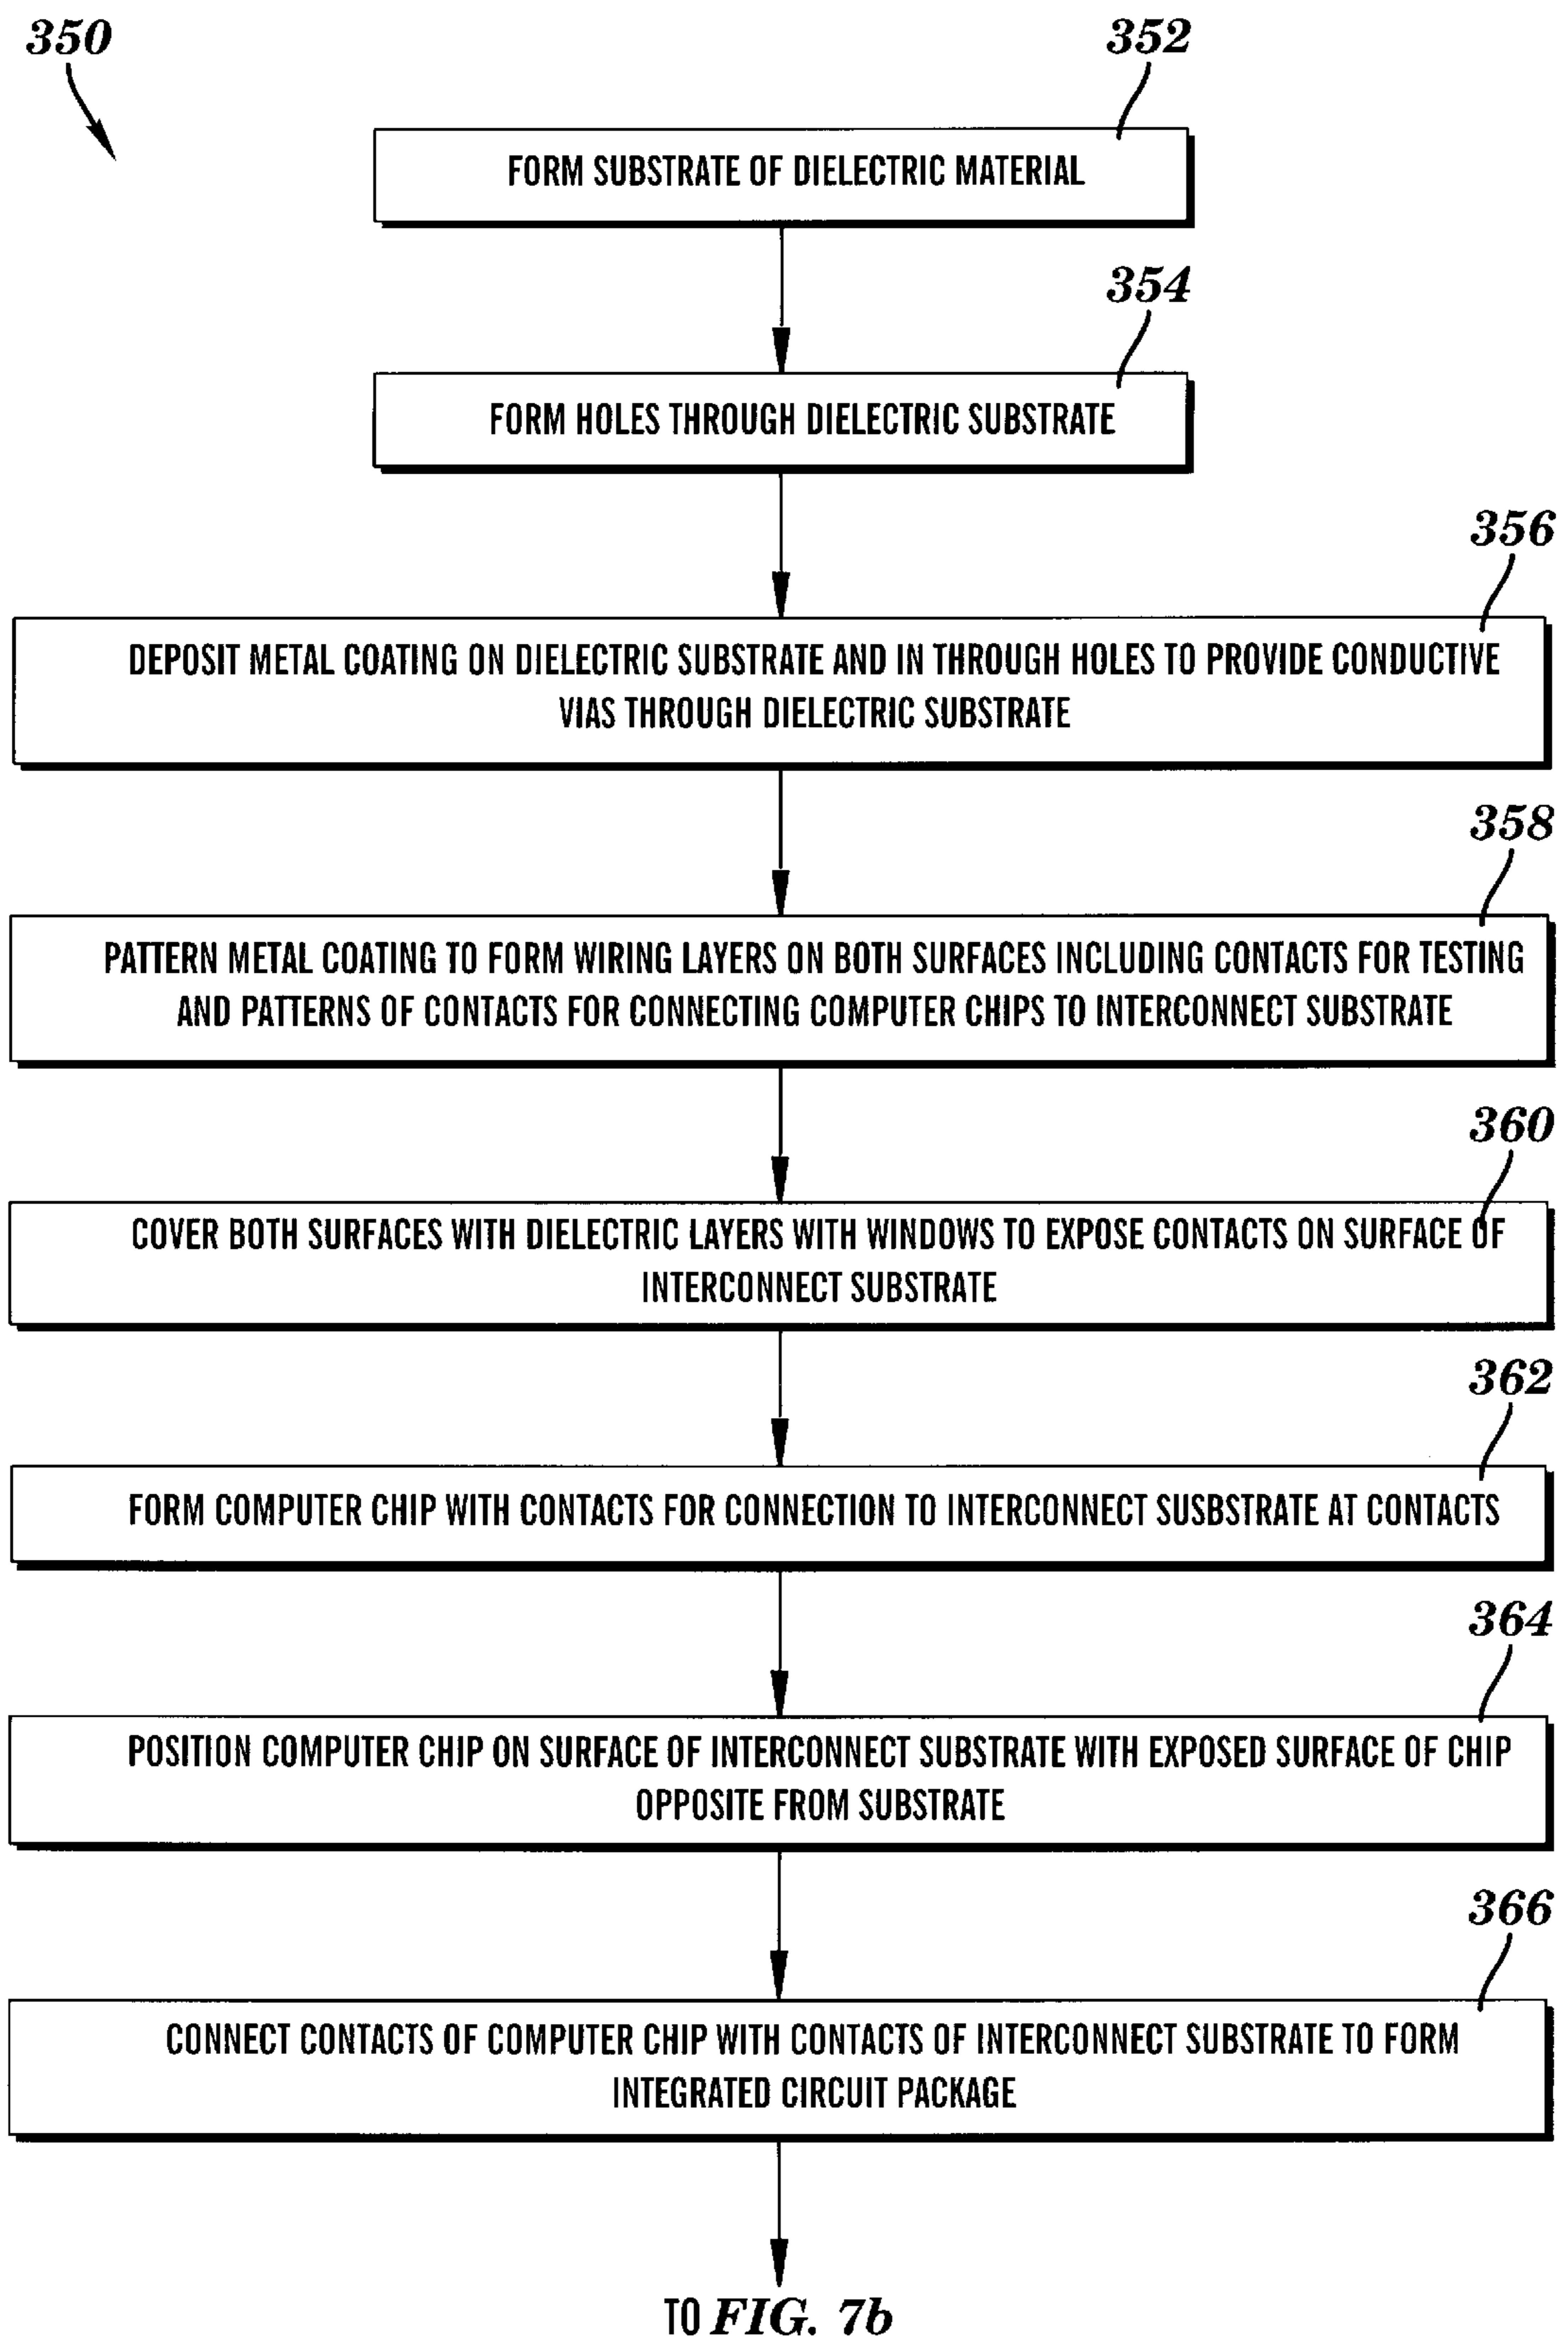 350
352
FORM SUBSTRATE OF DIELECTRIC MATERIAL
354
FORM HOLES THROUGH DIELECTRIC SUBSTRATE
356
DEPOSIT METAL COATING ON DIELECTRIC SUBSTRATE AND IN THROUGH HOLES TO PROVIDE CONDUCTIVE
VIAS THROUGH DIELECTRIC SUBSTRATE
358
PATTERN METAL COATING TO FORM WIRING LAYERS ON BOTH SURFACES INCLUDING CONTACTS FOR TESTING
AND PATTERNS OF CONTACTS FOR CONNECTING COMPUTER CHIPS TO INTERCONNECT SUBSTRATE
360
COVER BOTH SURFACES WITH DIELECTRIC LAYERS WITH WINDOWS TO EXPOSE CONTACTS ON SURFACE OF
INTERCONNECT SUBSTRATE
362
FORM COMPUTER CHIP WITH CONTACTS FOR CONNECTION TO INTERCONNECT SUSBSTRATE AT CONTACTS
364
POSITION COMPUTER CHIP ON SURFACE OF INTERCONNECT SUBSTRATE WITH EXPOSED SURFACE OF CHIP
OPPOSITE FROM SUBSTRATE
366
CONNECT CONTACTS OF COMPUTER CHIP WITH CONTACTS OF INTERCONNECT SUBSTRATE TO FORM
INTEGRATED CIRCUIT PACKAGE
TO FIG. 7b